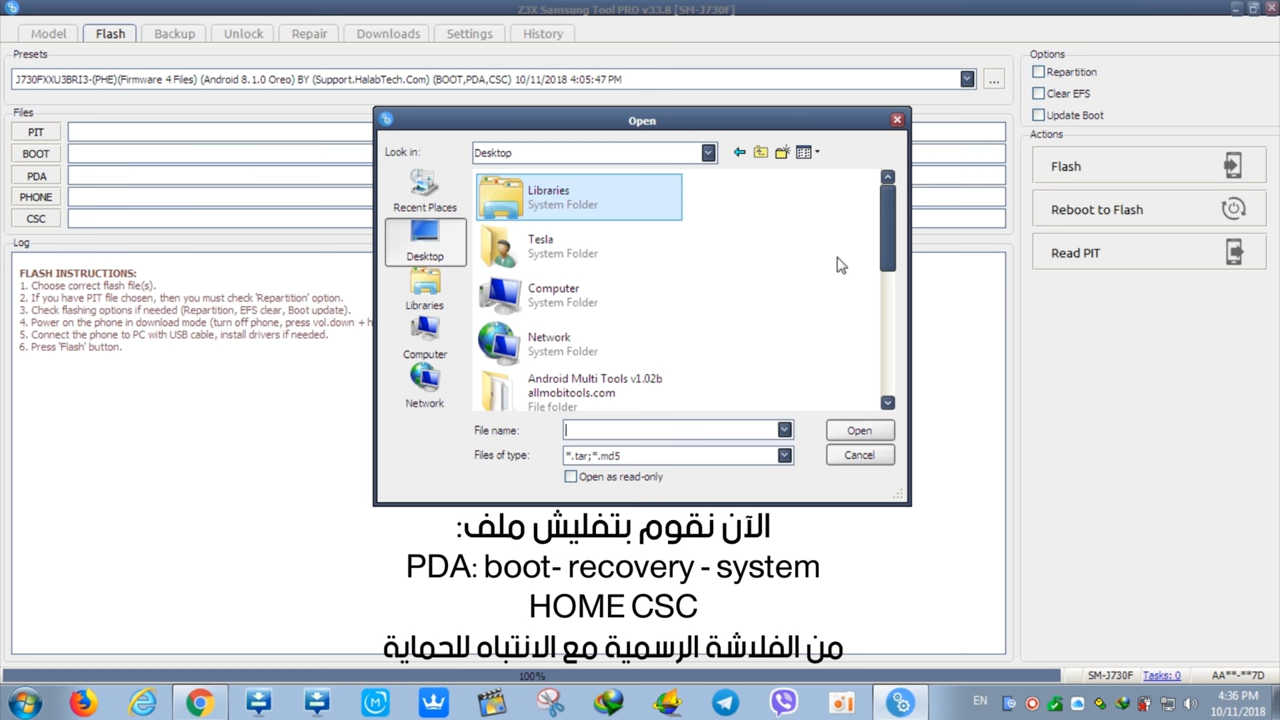 Z3X Samsung Tool PRO v33.8 [SM-J730F]
Model
Flash
Backup
Unlock
Repair
Downloads
Settings
History
Presets
J730FXXU3BRI3-(PHE){Firmware 4 Files) (Android 8.1.0 Oreo) BY (Support.HalabTech.Com) (BOOT,PDA,CSC) 10/11/2018 4:05:47 PM
...
Files
PIT
BOOT
PDA
PHONE
CSC
Options
Repartition
Clear EFS
Update Boot
Actions
Flash
Reboot to Flash
Read PIT
Log
FLASH INSTRUCTIONS:
1. Choose correct flash file(s).
2. If you have PIT file chosen, then you must check 'Repartition' option.
3. Check flashing options if needed (Repartition, EFS clear, Boot update).
4. Power on the phone in download mode (turn off phone, press vol.down + h
5. Connect the phone to PC with USB cable, install drivers if needed.
6. Press 'Flash' button.
Open
Look in:
Desktop
Recent Places
Desktop
Libraries
Computer
Network
Libraries
System Folder
Tesla
System Folder
Computer
System Folder
Network
System Folder
Android Multi Tools v1.02b
allmobitools.com
File folder
File name:
Open
Files of type:
*.tar;*.md5
Cancel
Open as read-only
الآن نقوم بتفليش ملف:
PDA: boot- recovery - system
HOME CSC
من الفلاشة الرسمية مع الانتباه للحماية
100%
SM-J730F
Tasks: 0
AA**-**7D
EN
4:36 PM
10/11/2018